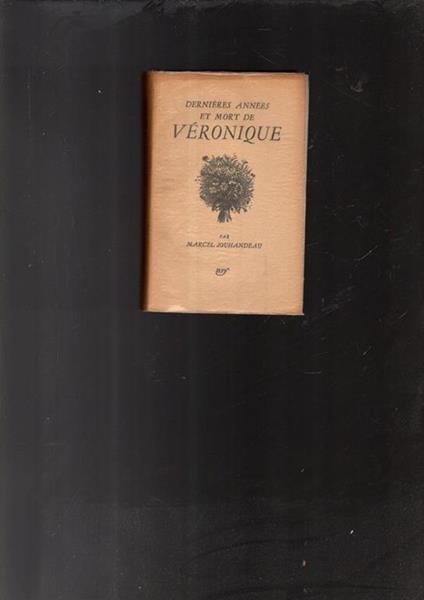 DERNIÈRES ANNÉES
ET MORT DE
VÉRONIQUE
PAR
MARCEL JOUHANDEAU
nrf